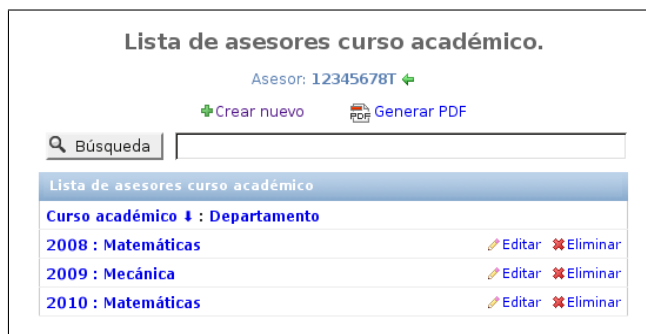 Lista de asesores curso académico.
Asesor: 12345678T
Crear nuevo PDF Generar PDF
Búsqueda
Lista de asesores curso académico
Curso académico : Departamento
2008 : Matemáticas Editar Eliminar
2009 : Mecánica Editar Eliminar
2010 : Matemáticas Editar Eliminar